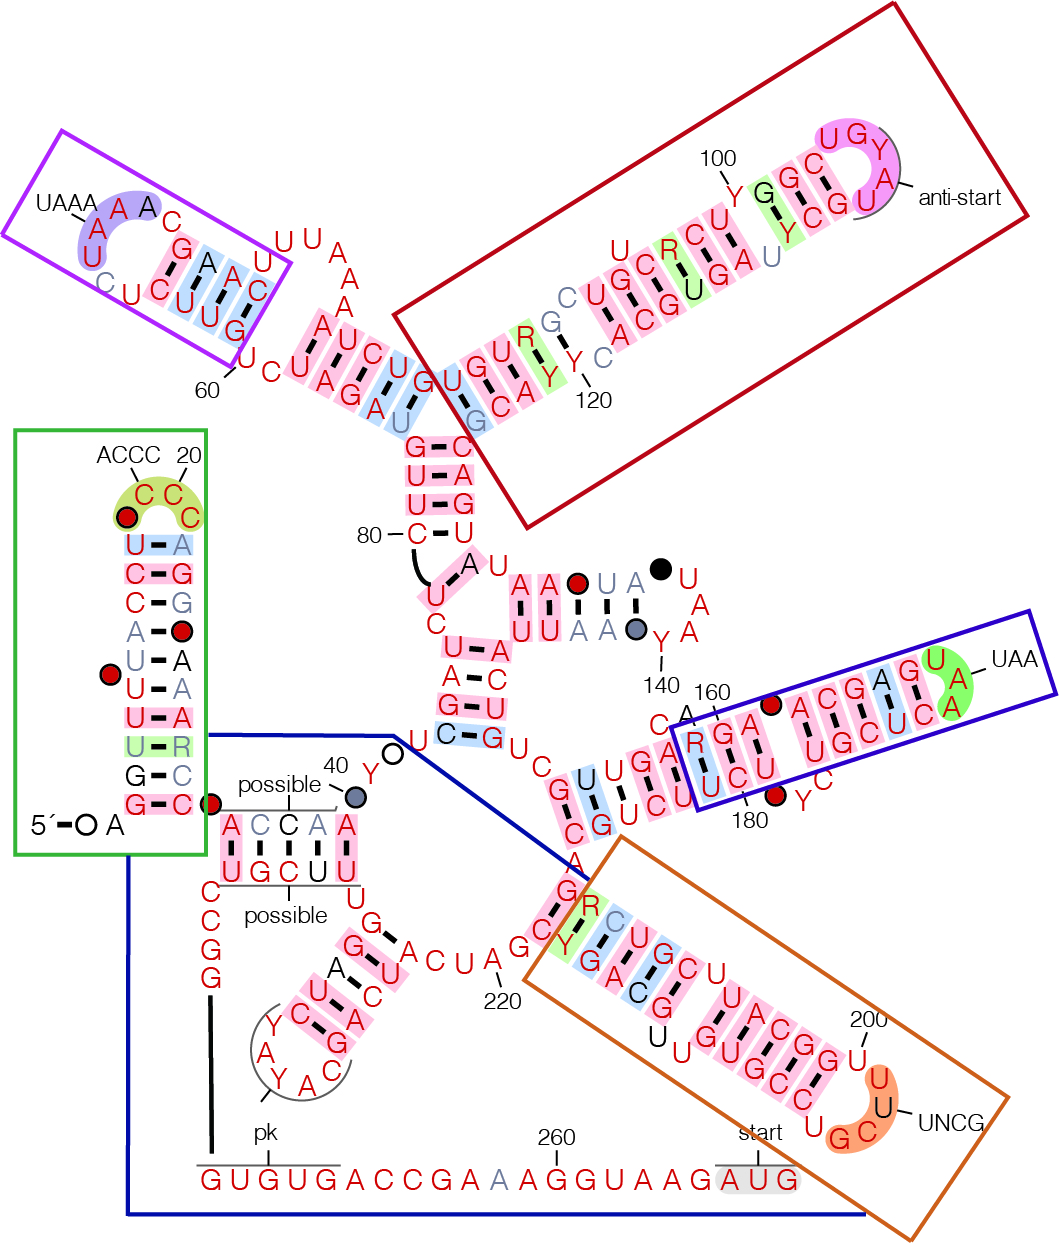 100
U G Y A U
anti-start
Y G G C
U R C U
U G C
G C
U G U R
A C G Y
A C G U G A U Y C G
C A Y
120
UAAA
U A A A C
C U C U U G
G A A C U
U U A A A
A U C U G
U C U A G A U
60
G C
U A
U G
80 C U
U A U
C
U A
A C
G U
C G
U
A A U A U
U U A A Y A A
140
ACCC 20
C C C
U A
C G
C G
A
U A
U A
U A
U R
G C
G C
5´ A
possible
40 Y
A C C A A
U G C U U
possible
C
C
G
G
U G
G A C U A G
220
A U
U C
C A
Y G
A Y A C
160
C A R G A A C G A G U A A
UAA
U C G
G U U G A
C G U C U U C U U G C U C
180 Y C
A
G R C U G C U
C Y G A C G
U U
U A C G G U
G U G C C U
200
U U C G
UNCG
pk 260 start
G U G U G A C C G A A A G G U A A G A U G